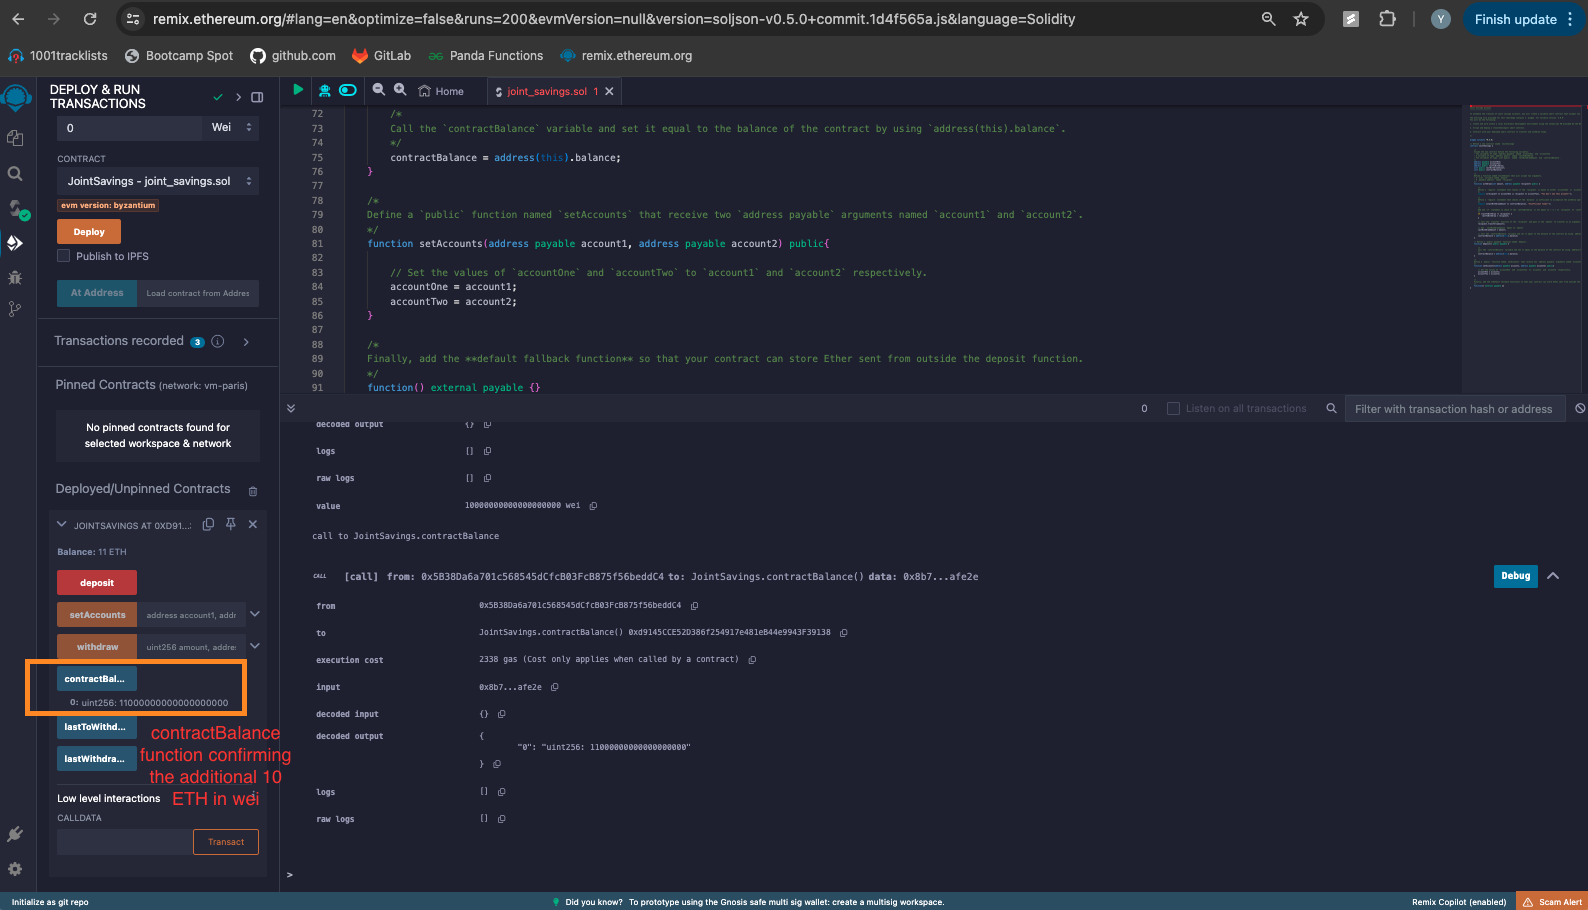 remix.ethereum.org/#lang=en&optimize=false&runs=200&evmVersion=null&version=soljson-v0.5.0+commit.1d4f565a.js&language=Solidity
Y
Finish update
1001tracklists
Bootcamp Spot
github.com
GitLab
Panda Functions
remix.ethereum.org
DEPLOY & RUN
TRANSACTIONS
0
Wei
CONTRACT
JointSavings - joint_savings.sol
evm version: byzantium
Deploy
Publish to IPFS
At Address
Load contract from Addres
Transactions recorded 3 i
Pinned Contracts (network: vm-paris)
No pinned contracts found for
selected workspace & network
Deployed/Unpinned Contracts
JOINTSAVINGS AT 0XD91...:
Balance: 11 ETH
deposit
setAccounts address account1, addr
withdraw uint256 amount, addre
contractBal...
0: uint256: 11000000000000000000
lastToWithd...
lastWithdra...
contractBalance
function confirming
the additional 10
ETH in wei
Low level interactions
CALLDATA
Transact
Home
joint_savings.sol 1
72 /*
73 Call the `contractBalance` variable and set it equal to the balance of the contract by using `address(this).balance`.
74 */
75 contractBalance = address(this).balance;
76 }
77
78 /*
79 Define a `public` function named `setAccounts` that receive two `address payable` arguments named `account1` and `account2`.
80 */
81 function setAccounts(address payable account1, address payable account2) public{
82
83 // Set the values of `accountOne` and `accountTwo` to `account1` and `account2` respectively.
84 accountOne = account1;
85 accountTwo = account2;
86 }
87
88 /*
89 Finally, add the **default fallback function** so that your contract can store Ether sent from outside the deposit function.
90 */
91 function() external payable {}
0
Listen on all transactions
Filter with transaction hash or address
decoded output {}
logs []
raw logs []
value 10000000000000000000 wei
call to JointSavings.contractBalance
CALL [call] from: 0x5B38Da6a701c568545dCfcB03FcB875f56beddC4 to: JointSavings.contractBalance() data: 0x8b7...afe2e
Debug
from 0x5B38Da6a701c568545dCfcB03FcB875f56beddC4
to JointSavings.contractBalance() 0xd9145CCE52D386f254917e481eB44e9943F39138
execution cost 2338 gas (Cost only applies when called by a contract)
input 0x8b7...afe2e
decoded input {}
decoded output {
"0": "uint256: 11000000000000000000"
}
logs []
raw logs []
>
Initialize as git repo
Did you know? To prototype using the Gnosis safe multi sig wallet: create a multisig workspace.
Remix Copilot (enabled)
Scam Alert